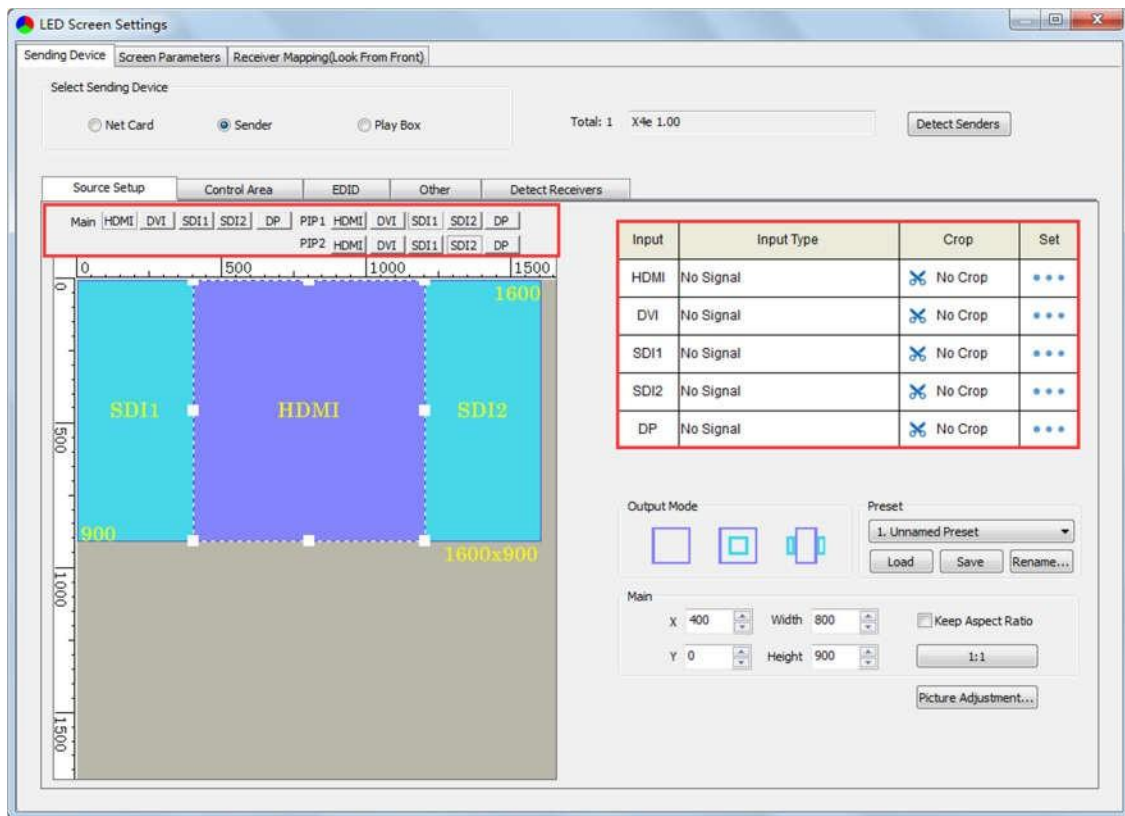 LED Screen Settings
Sending Device Screen Parameters Receiver Mapping(Look From Front)
Select Sending Device
Net Card Sender Play Box Total: 1 X4e 1.00 Detect Senders
Source Setup Control Area EDID Other Detect Receivers
Main HDMI DVI SDI1 SDI2 DP PIP1 HDMI DVI SDI1 SDI2 DP
PIP2 HDMI DVI SDI1 SDI2 DP
Input Input Type Crop Set
HDMI No Signal No Crop
DVI No Signal No Crop
SDI1 No Signal No Crop
SDI2 No Signal No Crop
DP No Signal No Crop
0 500 1000 1500
0
500
1000
1500
1600
SDI1 HDMI SDI2
900
1600x900
Output Mode
Preset
1. Unnamed Preset
Load Save Rename...
Main
X 400 Width 800 Keep Aspect Ratio
Y 0 Height 900 1:1
Picture Adjustment...